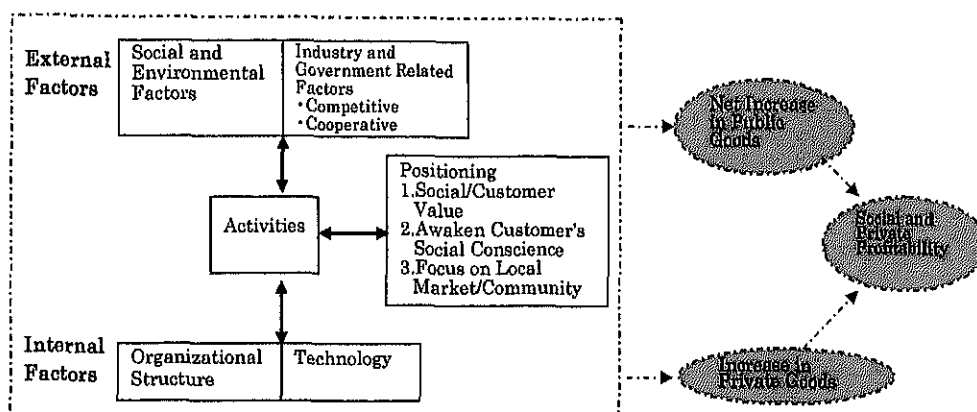 External
Factors
Social and
Environmental
Factors
Industry and
Government Related
Factors
・Competitive
・Cooperative
Activities
Positioning
1.Social/Customer
Value
2.Awaken Customer's
Social Conscience
3.Focus on Local
Market/Community
Internal
Factors
Organizational
Structure
Technology
Net Increase
in Public
Goods
Social and
Private
Profitability
Increase in
Private Goods